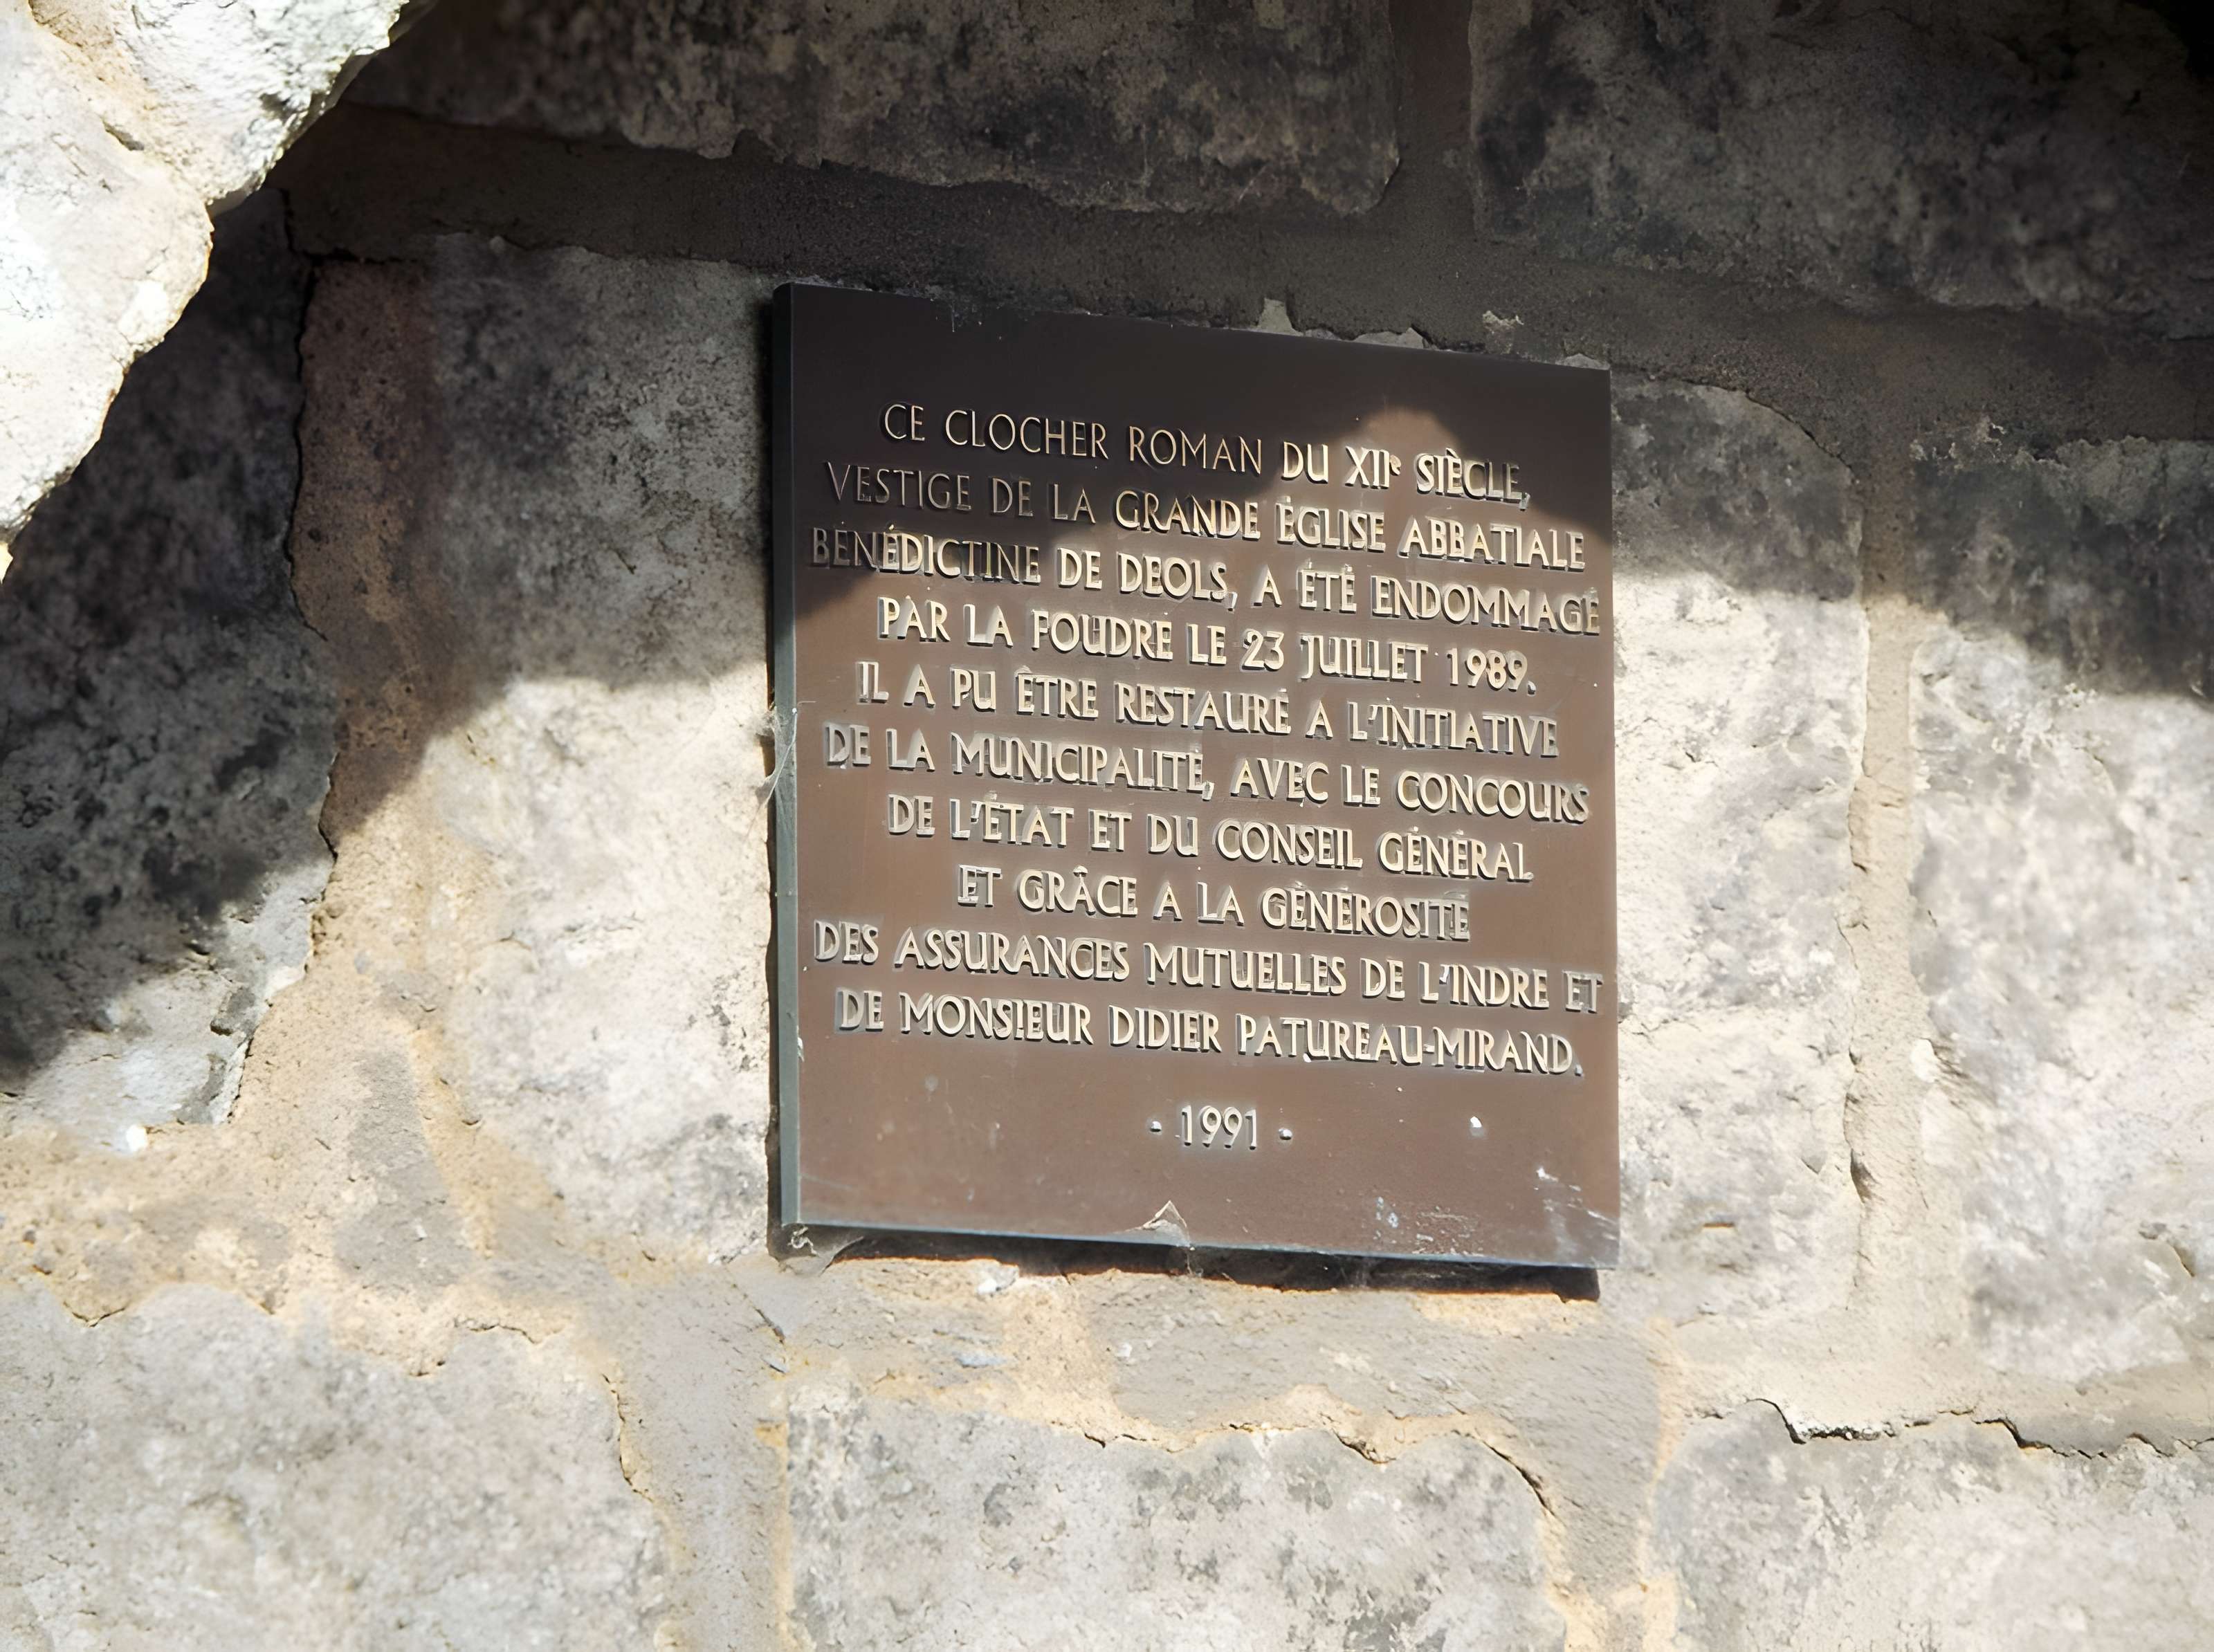 CE CLOCHER ROMAN DU XIIe SIÈCLE,
VESTIGE DE LA GRANDE ÉGLISE ABBATIALE
BÉNÉDICTINE DE DEOLS, A ÉTÉ ENDOMMAGÉ
PAR LA FOUDRE LE 23 JUILLET 1989.
IL A PU ÊTRE RESTAURÉ A L'INITIATIVE
DE LA MUNICIPALITÉ, AVEC LE CONCOURS
DE L'ÉTAT ET DU CONSEIL GÉNÉRAL
ET GRÂCE A LA GÉNÉROSITÉ
DES ASSURANCES MUTUELLES DE L'INDRE ET
DE MONSIEUR DIDIER PATUREAU-MIRAND.
- 1991 -